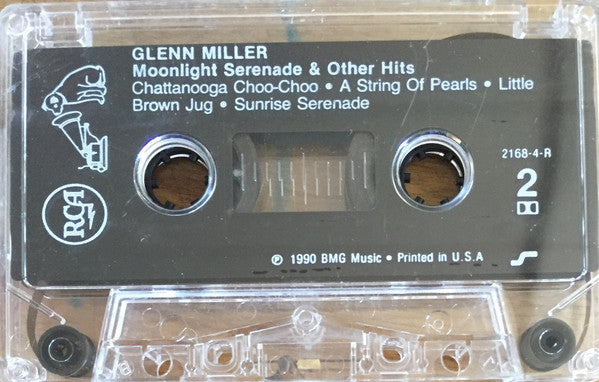 GLENN MILLER
Moonlight Serenade & Other Hits
Chattanooga Choo-Choo • A String Of Pearls • Little
Brown Jug • Sunrise Serenade
2168-4-R
2
RCA
℗ 1990 BMG Music • Printed in U.S.A